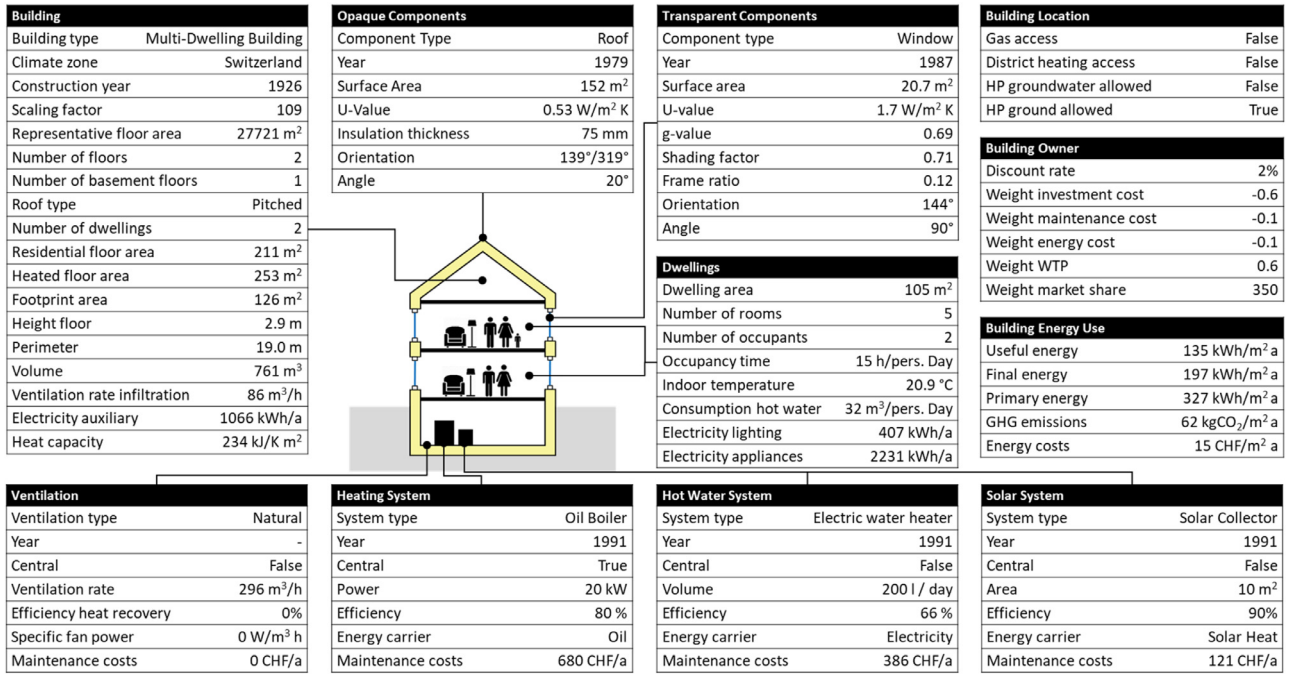 Building
Building type Multi-Dwelling Building
Climate zone Switzerland
Construction year 1926
Scaling factor 109
Representative floor area 27721 m²
Number of floors 2
Number of basement floors 1
Roof type Pitched
Number of dwellings 2
Residential floor area 211 m²
Heated floor area 253 m²
Footprint area 126 m²
Height floor 2.9 m
Perimeter 19.0 m
Volume 761 m³
Ventilation rate infiltration 86 m³/h
Electricity auxiliary 1066 kWh/a
Heat capacity 234 kJ/K m²
Opaque Components
Component Type Roof
Year 1979
Surface Area 152 m²
U-Value 0.53 W/m² K
Insulation thickness 75 mm
Orientation 139°/319°
Angle 20°
Transparent Components
Component type Window
Year 1987
Surface area 20.7 m²
U-value 1.7 W/m² K
g-value 0.69
Shading factor 0.71
Frame ratio 0.12
Orientation 144°
Angle 90°
Dwellings
Dwelling area 105 m²
Number of rooms 5
Number of occupants 2
Occupancy time 15 h/pers. Day
Indoor temperature 20.9 °C
Consumption hot water 32 m³/pers. Day
Electricity lighting 407 kWh/a
Electricity appliances 2231 kWh/a
Building Location
Gas access False
District heating access False
HP groundwater allowed False
HP ground allowed True
Building Owner
Discount rate 2%
Weight investment cost -0.6
Weight maintenance cost -0.1
Weight energy cost -0.1
Weight WTP 0.6
Weight market share 350
Building Energy Use
Useful energy 135 kWh/m² a
Final energy 197 kWh/m² a
Primary energy 327 kWh/m² a
GHG emissions 62 kgCO₂/m² a
Energy costs 15 CHF/m² a
Ventilation
Ventilation type Natural
Year -
Central False
Ventilation rate 296 m³/h
Efficiency heat recovery 0%
Specific fan power 0 W/m³ h
Maintenance costs 0 CHF/a
Heating System
System type Oil Boiler
Year 1991
Central True
Power 20 kW
Efficiency 80 %
Energy carrier Oil
Maintenance costs 680 CHF/a
Hot Water System
System type Electric water heater
Year 1991
Central False
Volume 200 l / day
Efficiency 66 %
Energy carrier Electricity
Maintenance costs 386 CHF/a
Solar System
System type Solar Collector
Year 1991
Central False
Area 10 m²
Efficiency 90%
Energy carrier Solar Heat
Maintenance costs 121 CHF/a